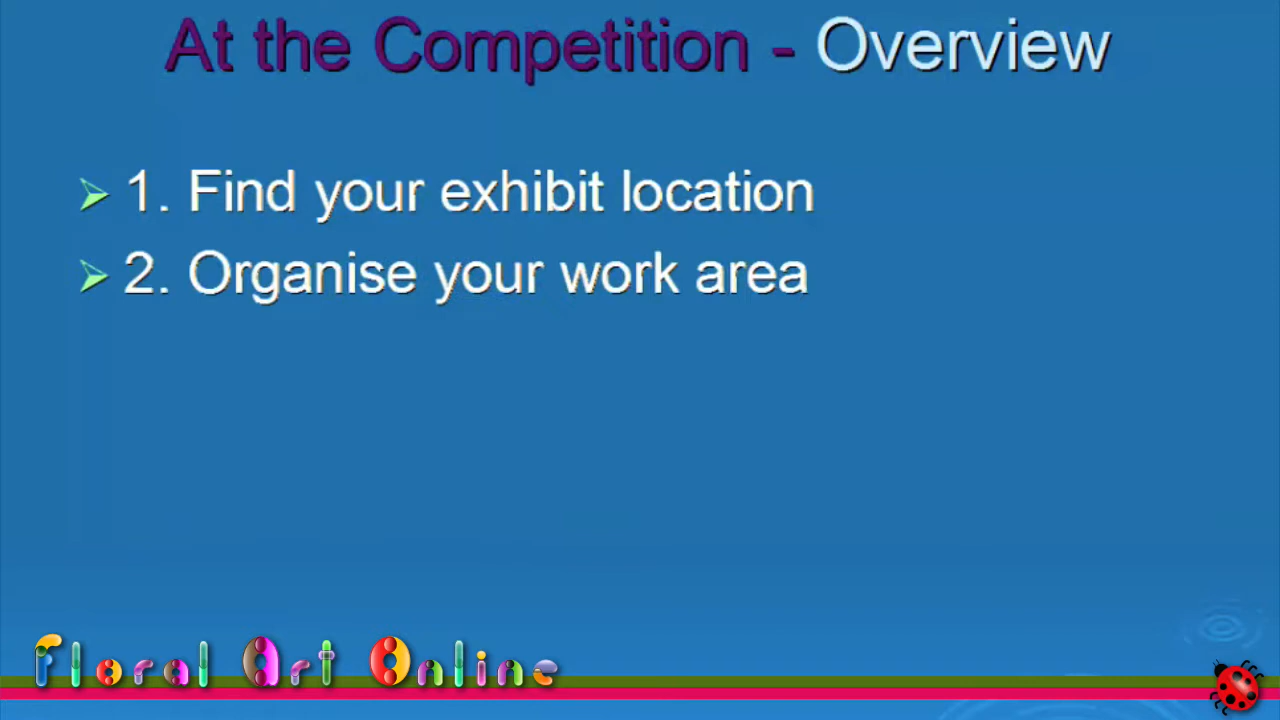 At the Competition - Overview
1. Find your exhibit location
2. Organise your work area
Floral Art Online